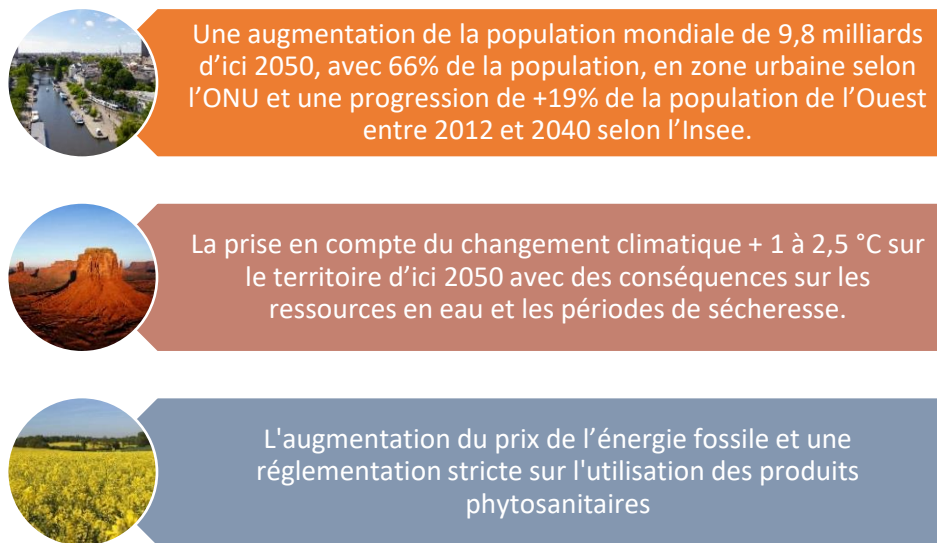 Une augmentation de la population mondiale de 9,8 milliards
d’ici 2050, avec 66% de la population, en zone urbaine selon
l’ONU et une progression de +19% de la population de l’Ouest
entre 2012 et 2040 selon l’Insee.
La prise en compte du changement climatique + 1 à 2,5 °C sur
le territoire d’ici 2050 avec des conséquences sur les
ressources en eau et les périodes de sécheresse.
L'augmentation du prix de l’énergie fossile et une
réglementation stricte sur l'utilisation des produits
phytosanitaires